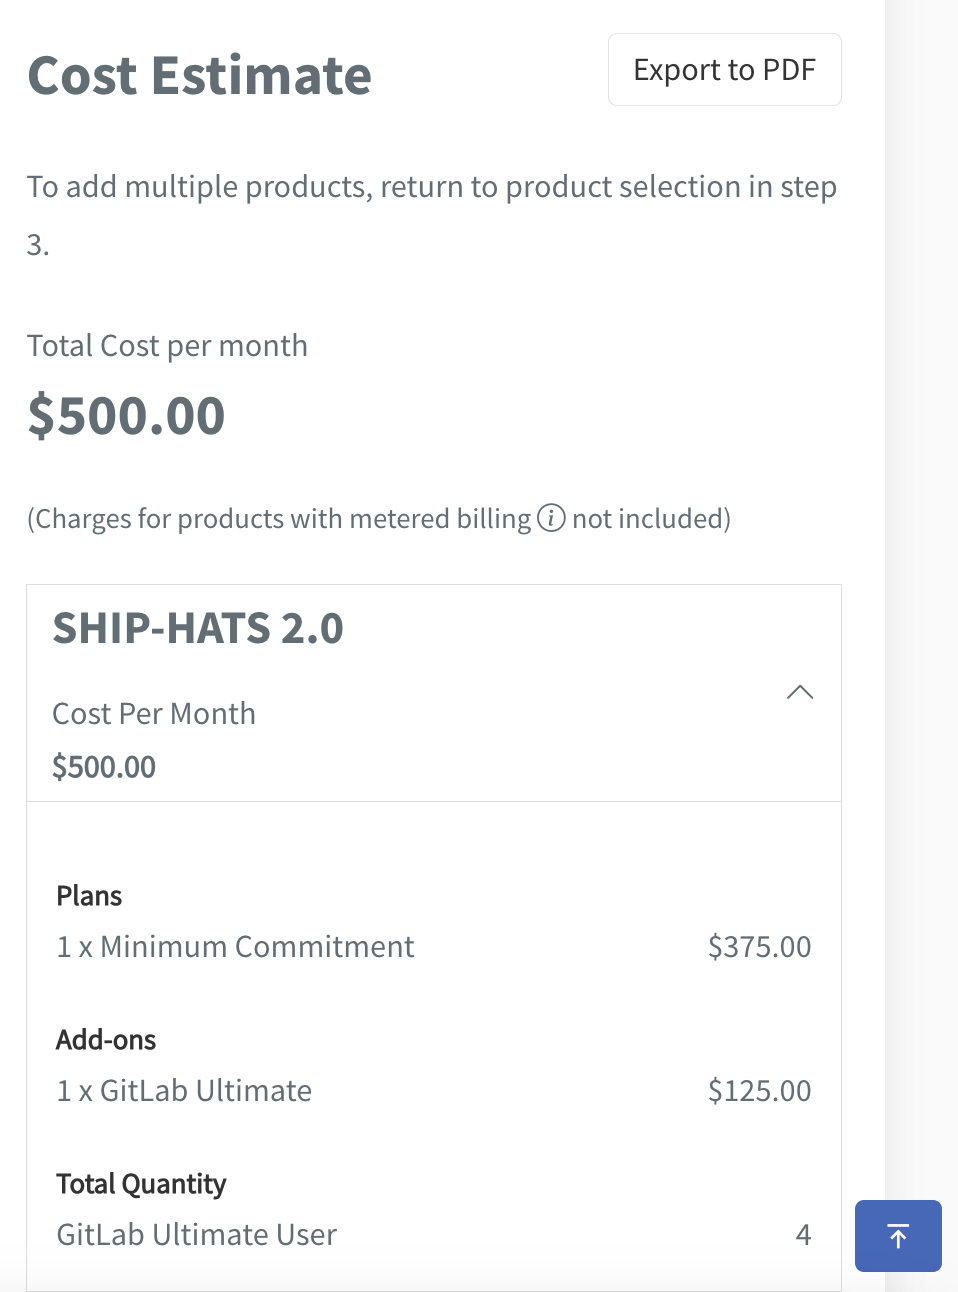 Cost Estimate
Export to PDF
To add multiple products, return to product selection in step
3.
Total Cost per month
$500.00
(Charges for products with metered billing ⓘ not included)
SHIP-HATS 2.0
Cost Per Month
$500.00
Plans
1 x Minimum Commitment $375.00
Add-ons
1 x GitLab Ultimate $125.00
Total Quantity
GitLab Ultimate User 4